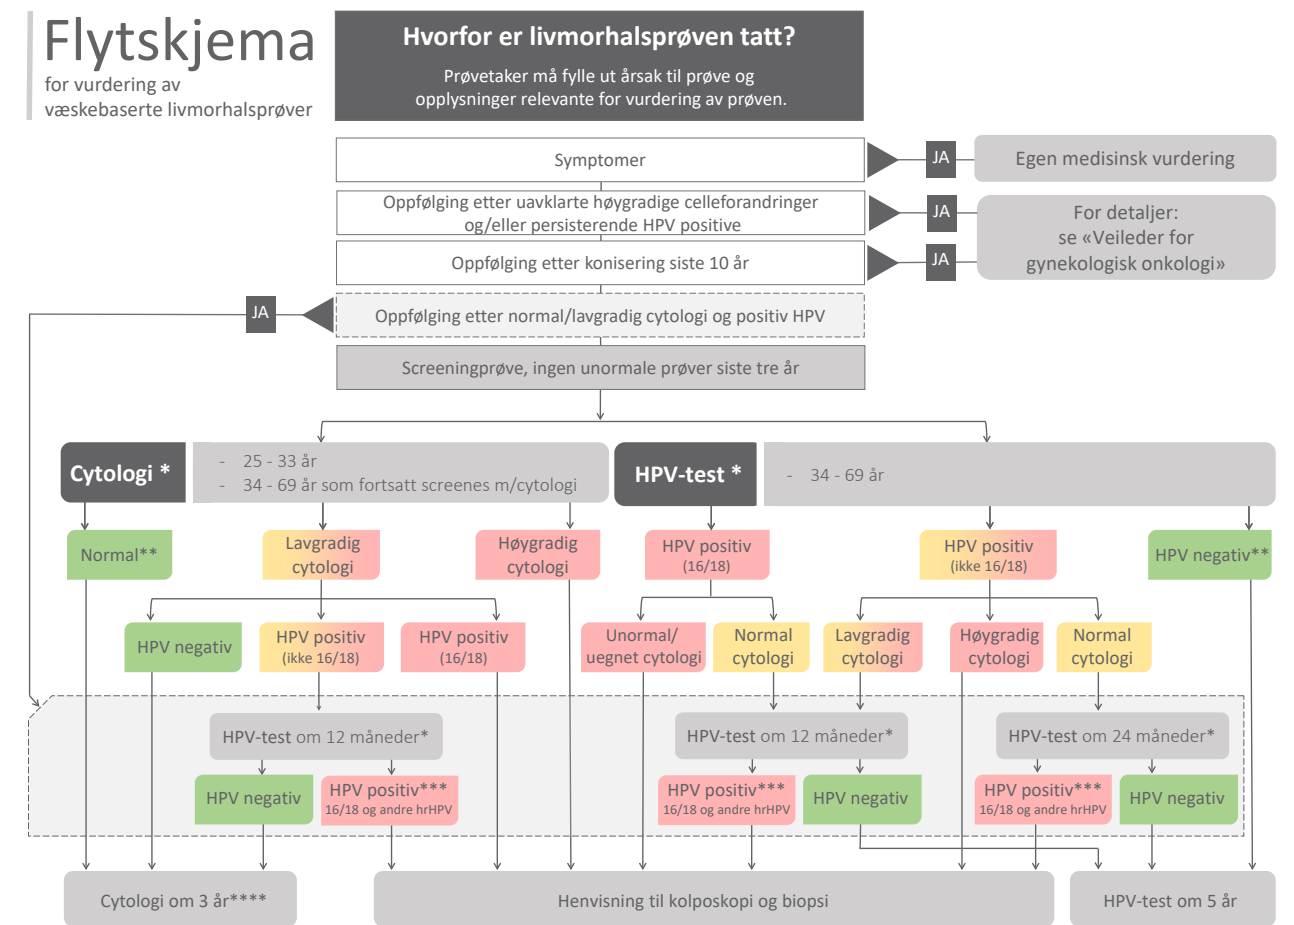 Flytskjema
for vurdering av
væskebaserte livmorhalsprøver
Hvorfor er livmorhalsprøven tatt?
Prøvetaker må fylle ut årsak til prøve og
opplysninger relevante for vurdering av prøven.
Symptomer
JA
Egen medisinsk vurdering
Oppfølging etter uavklarte høygradige celleforandringer
og/eller persisterende HPV positive
JA
For detaljer:
se «Veileder for
gynekologisk onkologi»
Oppfølging etter konisering siste 10 år
JA
JA
Oppfølging etter normal/lavgradig cytologi og positiv HPV
Screeningprøve, ingen unormale prøver siste tre år
Cytologi *
- 25 - 33 år
- 34 - 69 år som fortsatt screenes m/cytologi
HPV-test *
- 34 - 69 år
Normal**
Lavgradig
cytologi
Høygradig
cytologi
HPV positiv
(16/18)
HPV positiv
(ikke 16/18)
HPV negativ**
HPV negativ
HPV positiv
(ikke 16/18)
HPV positiv
(16/18)
Unormal/
uegnet cytologi
Normal
cytologi
Lavgradig
cytologi
Høygradig
cytologi
Normal
cytologi
HPV-test om 12 måneder*
HPV-test om 12 måneder*
HPV-test om 24 måneder*
HPV negativ
HPV positiv***
16/18 og andre hrHPV
HPV positiv***
16/18 og andre hrHPV
HPV negativ
HPV positiv***
16/18 og andre hrHPV
HPV negativ
Cytologi om 3 år****
Henvisning til kolposkopi og biopsi
HPV-test om 5 år